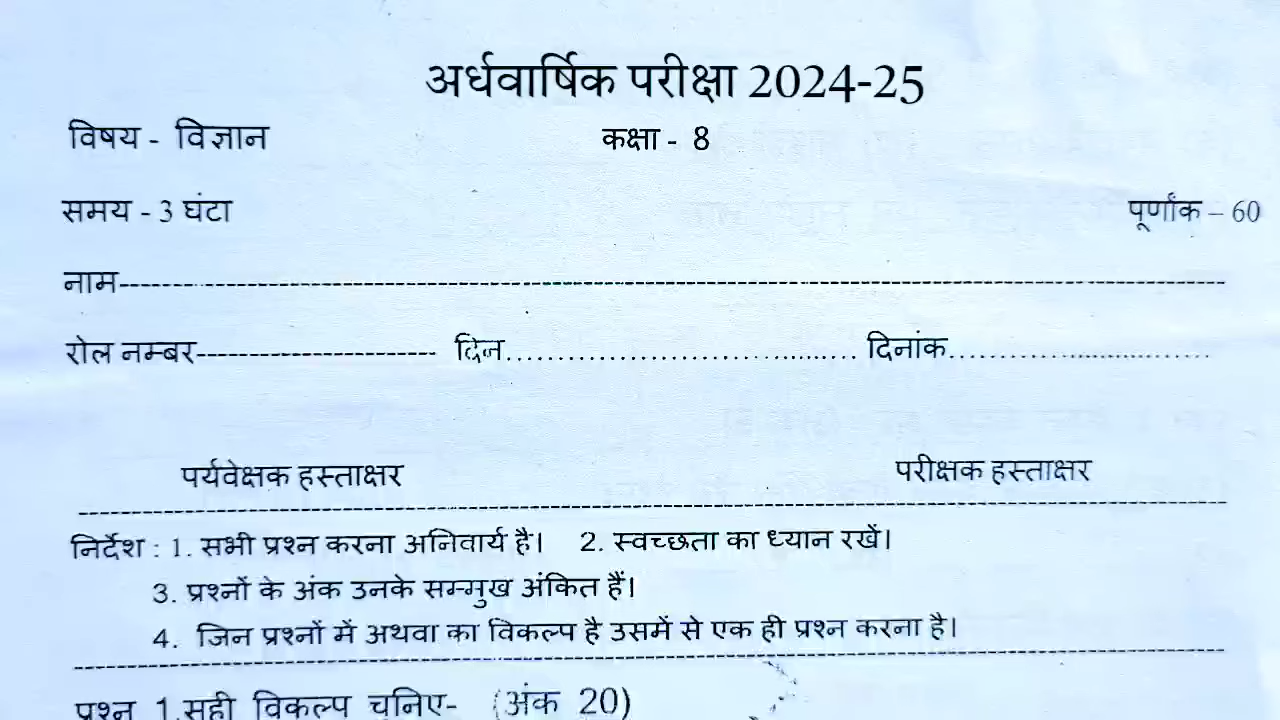 अर्धवार्षिक परीक्षा 2024-25
विषय - विज्ञान कक्षा - 8
समय - 3 घंटा पूर्णांक – 60
नाम--------------------------------------------------------------------------------
रोल नम्बर------------------------ दिन................................ दिनांक........................
पर्यवेक्षक हस्ताक्षर परीक्षक हस्ताक्षर
निर्देश : 1. सभी प्रश्न करना अनिवार्य है। 2. स्वच्छता का ध्यान रखें।
3. प्रश्नों के अंक उनके सम्मुख अंकित हैं।
4. जिन प्रश्नों में अथवा का विकल्प है उसमें से एक ही प्रश्न करना है।
प्रश्न 1.सही विकल्प चुनिए- (अंक 20)